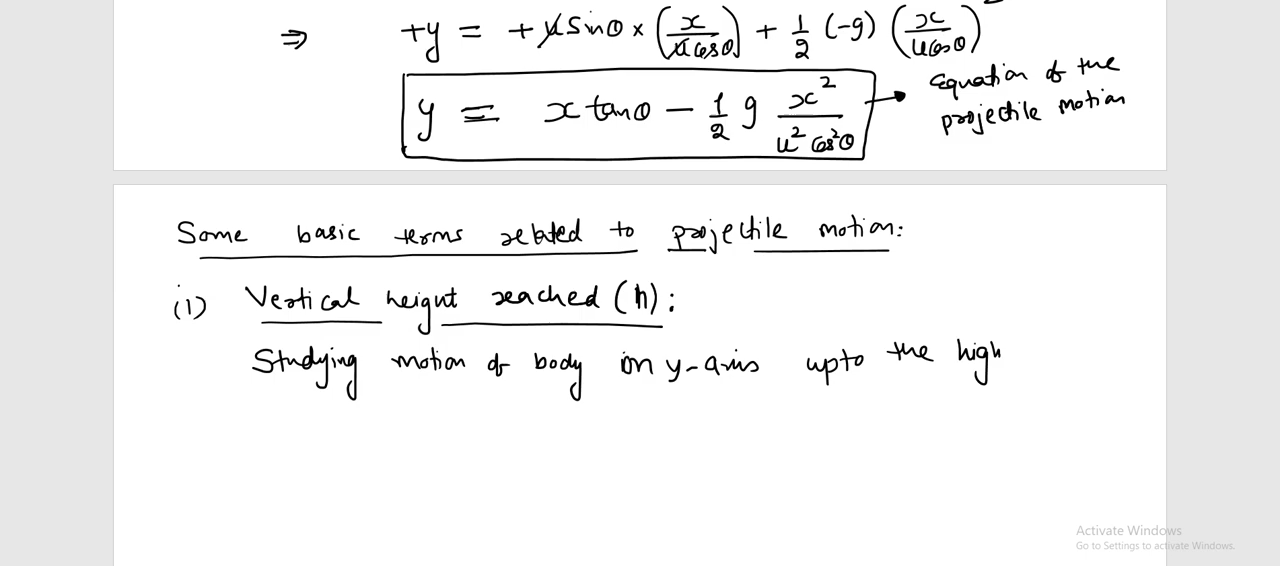 ⇒ +y = + u sinθ × (x / u cosθ) + 1/2 (-g) (x / u cosθ)²
y = x tanθ - 1/2 g x² / u² cos²θ → Equation of the
projectile motion
Some basic terms related to projectile motion:
(i) Vertical height reached (h):
Studying motion of body on y-axis upto the high
Activate Windows
Go to Settings to activate Windows.